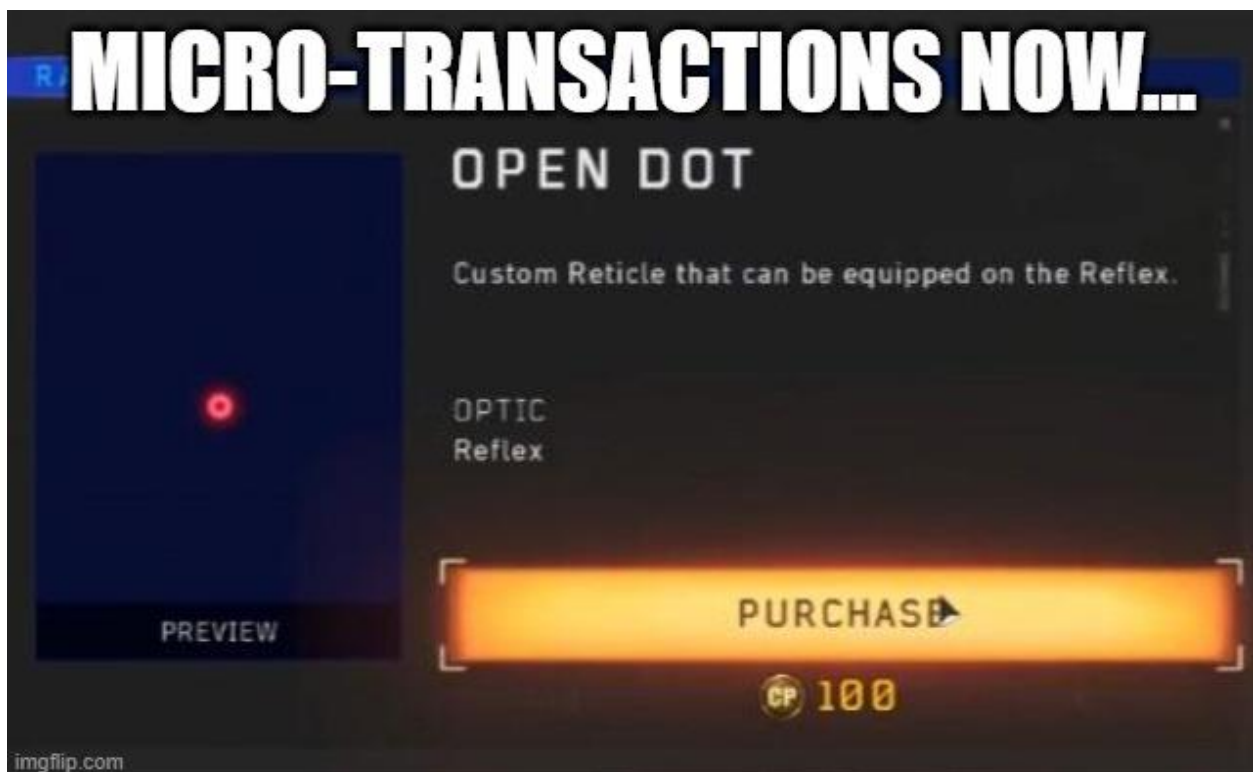 MICRO-TRANSACTIONS NOW...
OPEN DOT
Custom Reticle that can be equipped on the Reflex.
OPTIC
Reflex
PREVIEW
PURCHASE
CP 100
imgflip.com